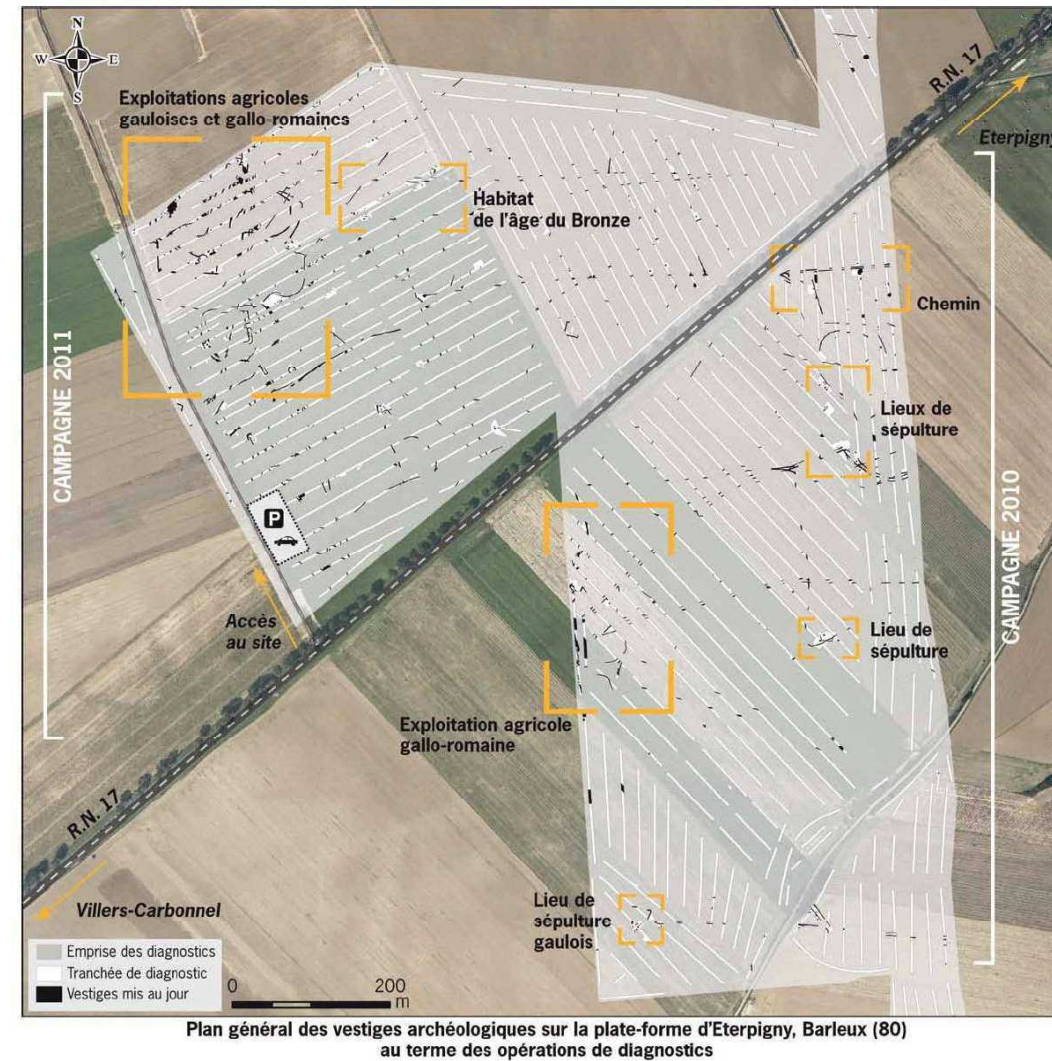 N
W E
S
R.N. 17
Eterpigny
Exploitations agricoles
gauloises et gallo-romaines
Habitat
de l'âge du Bronze
Chemin
CAMPAGNE 2011
Lieux de
sépulture
CAMPAGNE 2010
P
Accès
au site
Lieu de
sépulture
Exploitation agricole
gallo-romaine
R.N. 17
Villers-Carbonnel
Lieu de
sépulture
gaulois
Emprise des diagnostics
Tranchée de diagnostic
Vestiges mis au jour
0 200
m
Plan général des vestiges archéologiques sur la plate-forme d'Eterpigny, Barleux (80)
au terme des opérations de diagnostics